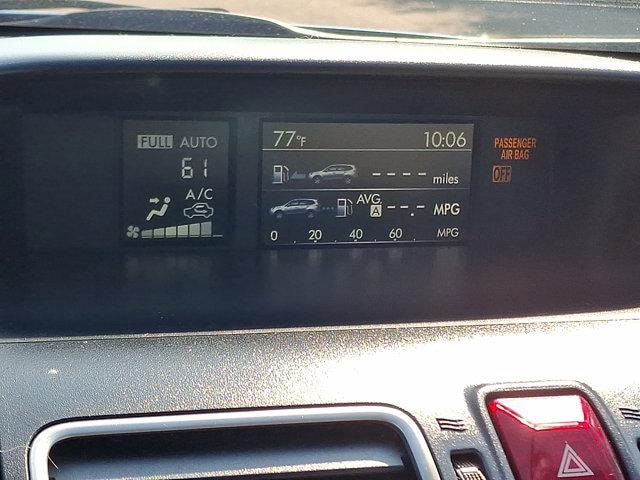 FULL AUTO
61
A/C
77°F 10:06
---- miles
AVG.
A --.- MPG
0 20 40 60 MPG
PASSENGER
AIR BAG
OFF